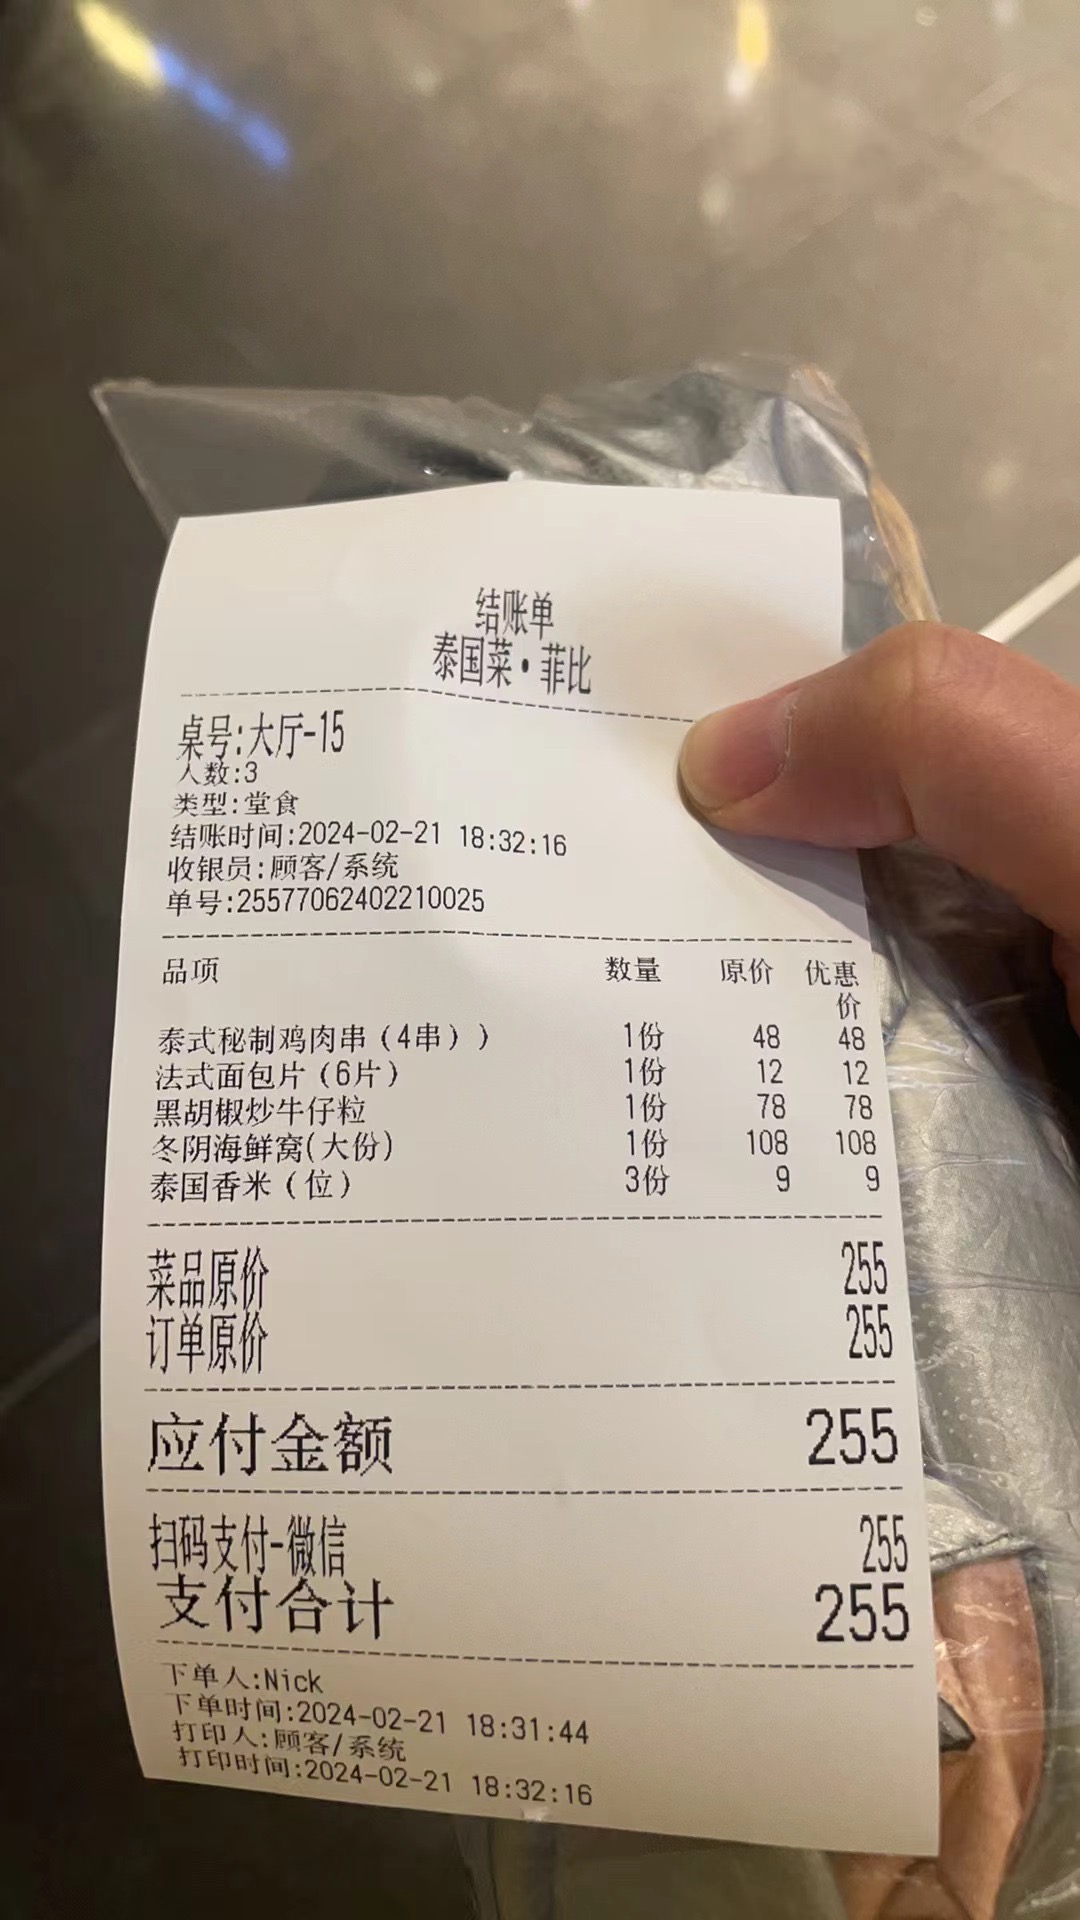 结账单
泰国菜·菲比
桌号:大厅-15
人数:3
类型:堂食
结账时间:2024-02-21 18:32:16
收银员:顾客/系统
单号:25577062402210025
品项 数量 原价 优惠价
泰式秘制鸡肉串(4串)) 1份 48 48
法式面包片(6片) 1份 12 12
黑胡椒炒牛仔粒 1份 78 78
冬阴海鲜窝(大份) 1份 108 108
泰国香米(位) 3份 9 9
菜品原价 255
订单原价 255
应付金额 255
扫码支付-微信 255
支付合计 255
下单人:Nick
下单时间:2024-02-21 18:31:44
打印人:顾客/系统
打印时间:2024-02-21 18:32:16